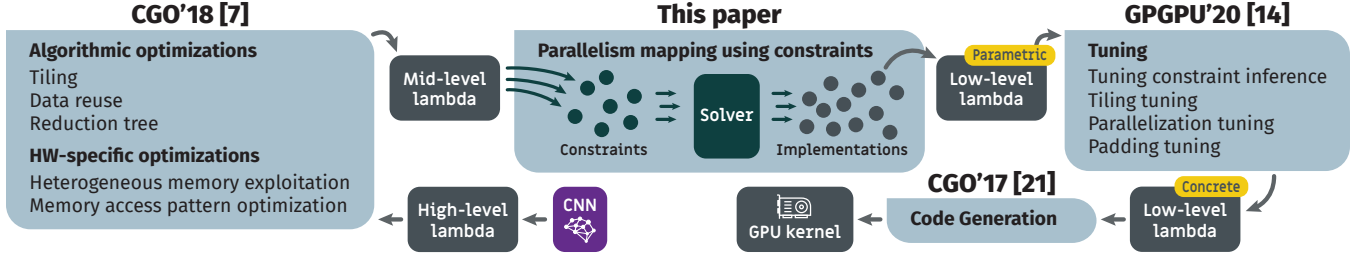 CGO’18 [7]
Algorithmic optimizations
Tiling
Data reuse
Reduction tree
HW-specific optimizations
Heterogeneous memory exploitation
Memory access pattern optimization
Mid-level
lambda
This paper
Parallelism mapping using constraints
Constraints
Solver
Implementations
Parametric
Low-level
lambda
GPGPU’20 [14]
Tuning
Tuning constraint inference
Tiling tuning
Parallelization tuning
Padding tuning
High-level
lambda
CNN
GPU kernel
CGO’17 [21]
Code Generation
Concrete
Low-level
lambda